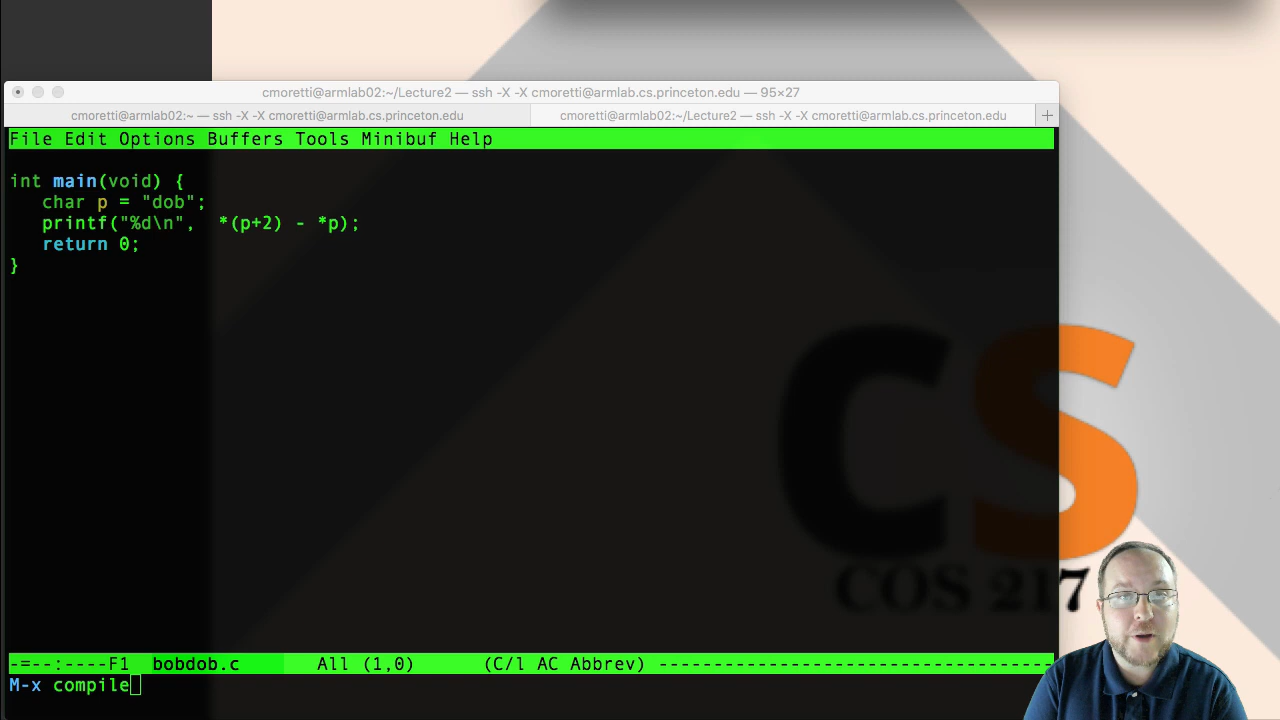 cmoretti@armlab02:~/Lecture2 — ssh -X -X cmoretti@armlab.cs.princeton.edu — 95×27
cmoretti@armlab02:~ — ssh -X -X cmoretti@armlab.cs.princeton.edu
cmoretti@armlab02:~/Lecture2 — ssh -X -X cmoretti@armlab.cs.princeton.edu +
File Edit Options Buffers Tools Minibuf Help
int main(void) {
char p = "dob";
printf("%d\n",  *(p+2) - *p);
return 0;
}
CS
COS 217
-=--:----F1  bobdob.c       All (1,0)      (C/l AC Abbrev) ------------------------------------
M-x compile